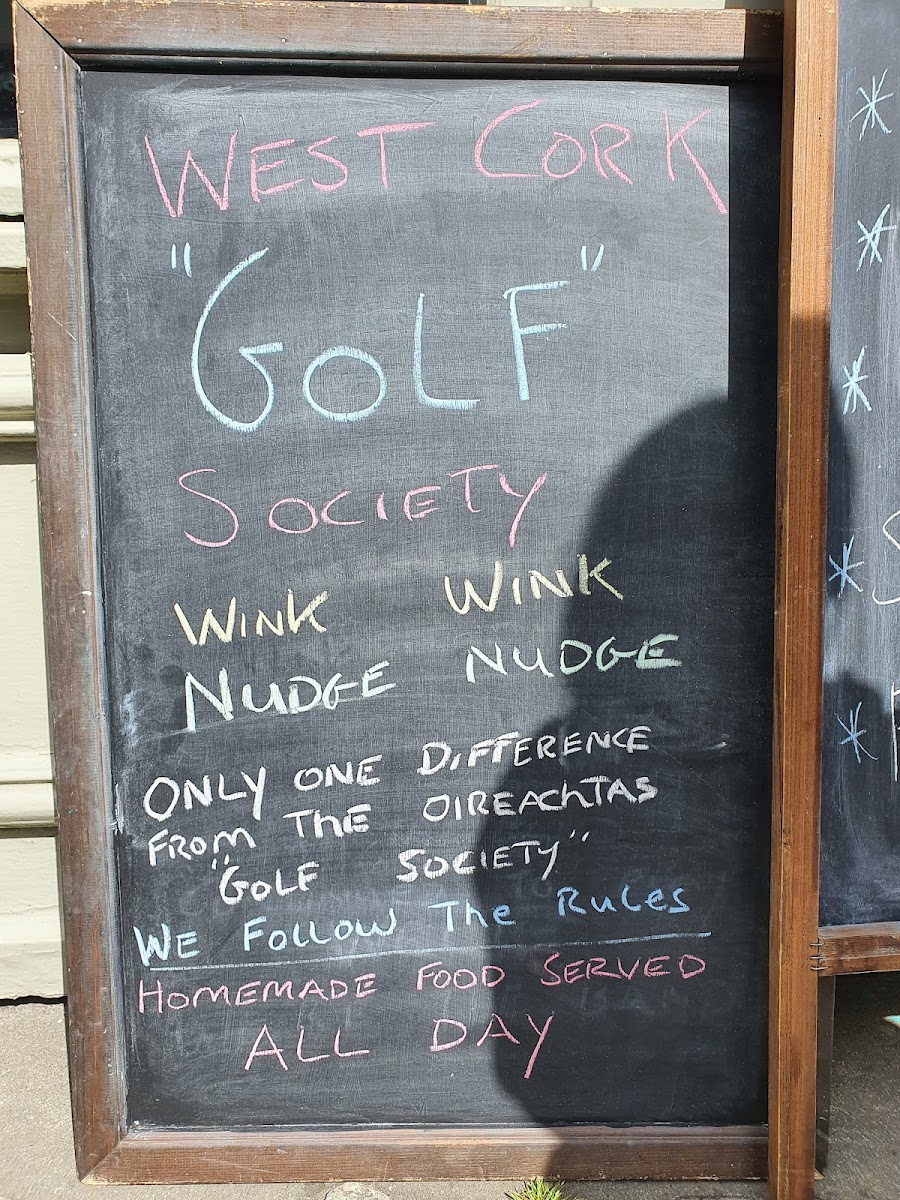 WEST CORK
"GOLF"
SOCIETY
WINK WINK
NUDGE NUDGE
ONLY ONE DIFFERENCE
FROM THE OIREACHTAS
"GOLF SOCIETY"
WE FOLLOW The RULES
HOMEMADE FOOD SERVED
ALL DAY